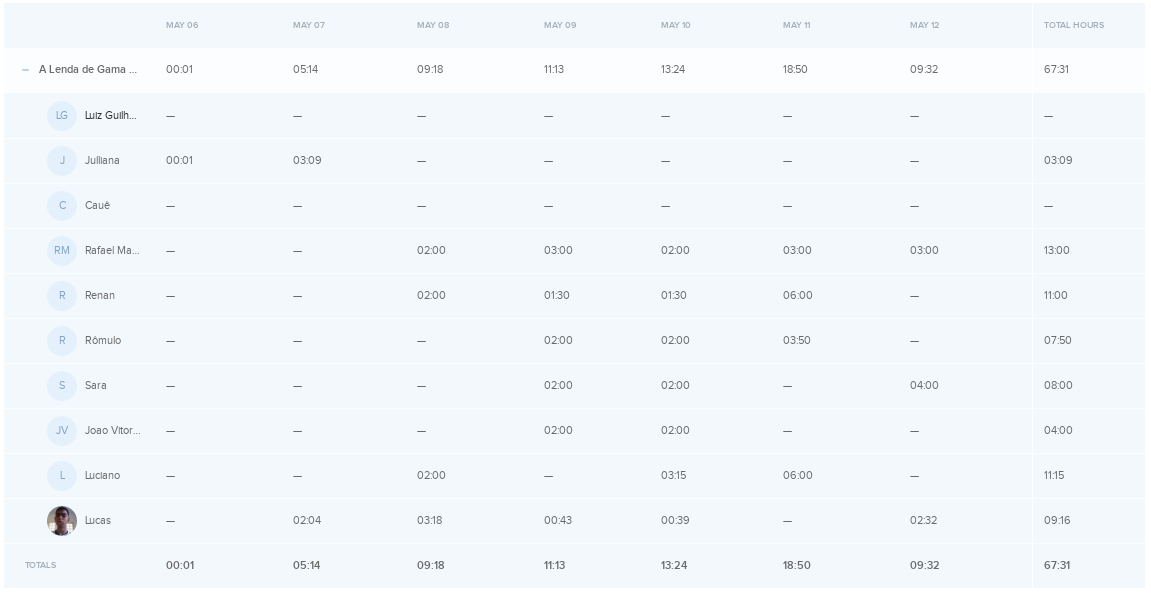 MAY 06 MAY 07 MAY 08 MAY 09 MAY 10 MAY 11 MAY 12 TOTAL HOURS
– A Lenda de Gama ... 00:01 05:14 09:18 11:13 13:24 18:50 09:32 67:31
LG Luiz Guilh... — — — — — — — —
J Julliana 00:01 03:09 — — — — — 03:09
C Cauê — — — — — — — —
RM Rafael Ma... — — 02:00 03:00 02:00 03:00 03:00 13:00
R Renan — — 02:00 01:30 01:30 06:00 — 11:00
R Rômulo — — — 02:00 02:00 03:50 — 07:50
S Sara — — — 02:00 02:00 — 04:00 08:00
JV Joao Vitor... — — — 02:00 02:00 — — 04:00
L Luciano — — 02:00 — 03:15 06:00 — 11:15
Lucas — 02:04 03:18 00:43 00:39 — 02:32 09:16
TOTALS 00:01 05:14 09:18 11:13 13:24 18:50 09:32 67:31